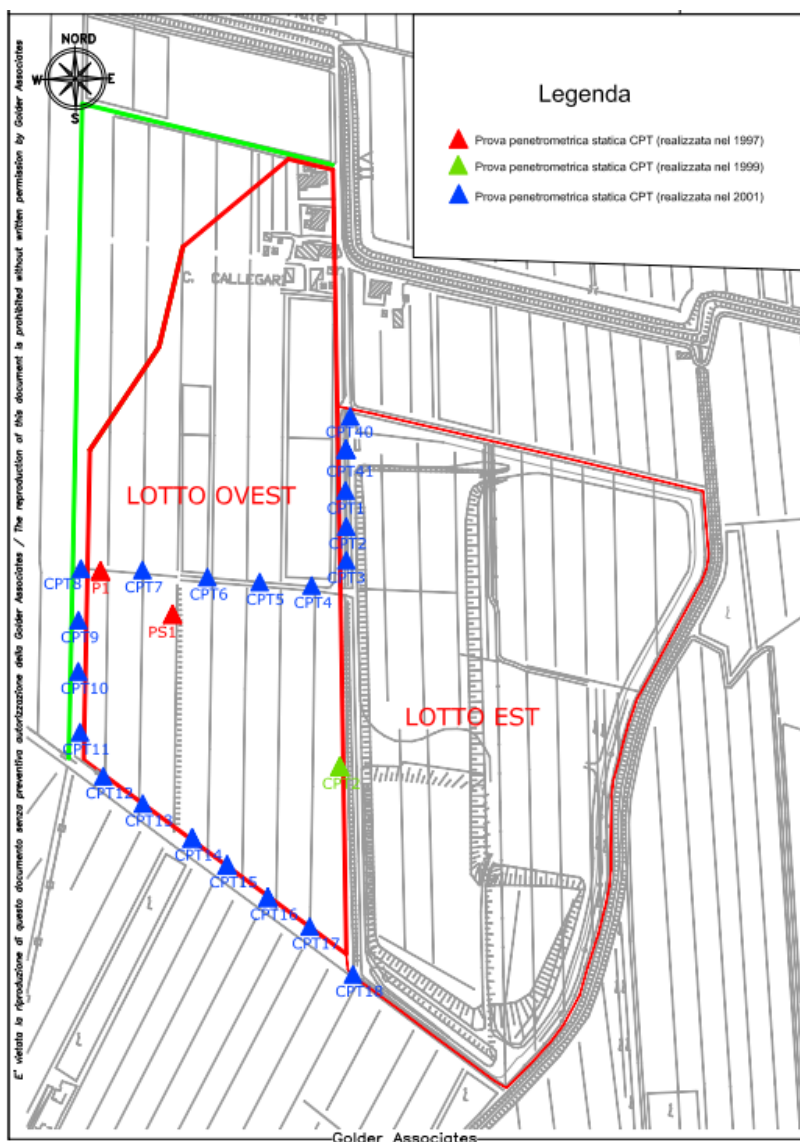 NORD
W
E
S
Legenda
Prova penetrometrica statica CPT (realizzata nel 1997)
Prova penetrometrica statica CPT (realizzata nel 1999)
Prova penetrometrica statica CPT (realizzata nel 2001)
E' vietata la riproduzione di questo documento senza preventiva autorizzazione della Golder Associates / The reproduction of this document is prohibited without written permission by Golder Associates
C. CALLEGARI
CPT40
CPT41
LOTTO OVEST
CPT1
CPT2
CPT3
CPT8
P1
CPT7
CPT6
CPT5
CPT4
CPT9
PS1
CPT10
LOTTO EST
CPT11
CPT12
CPT13
CPT14
CPT15
CPT16
CPT17
CPT18
Golder Associates